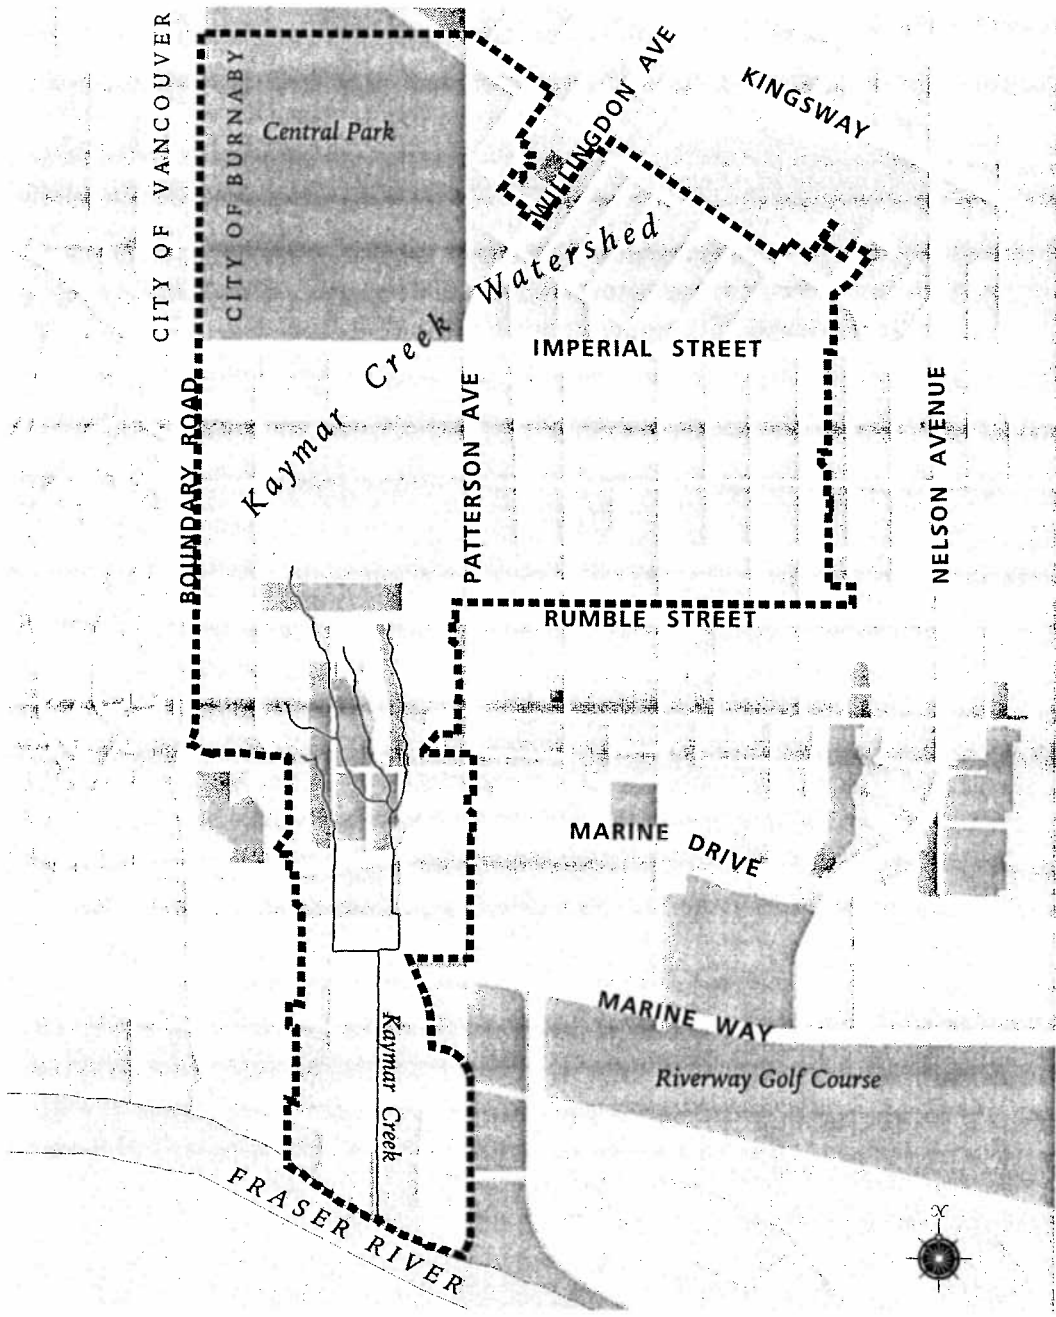 CITY OF VANCOUVER
CITY OF BURNABY
Central Park
WILLINGDON AVE
KINGSWAY
Kaymar Creek Watershed
IMPERIAL STREET
BOUNDARY ROAD
PATTERSON AVE
NELSON AVENUE
RUMBLE STREET
MARINE DRIVE
MARINE WAY
Riverway Golf Course
Kaymar Creek
FRASER RIVER
N